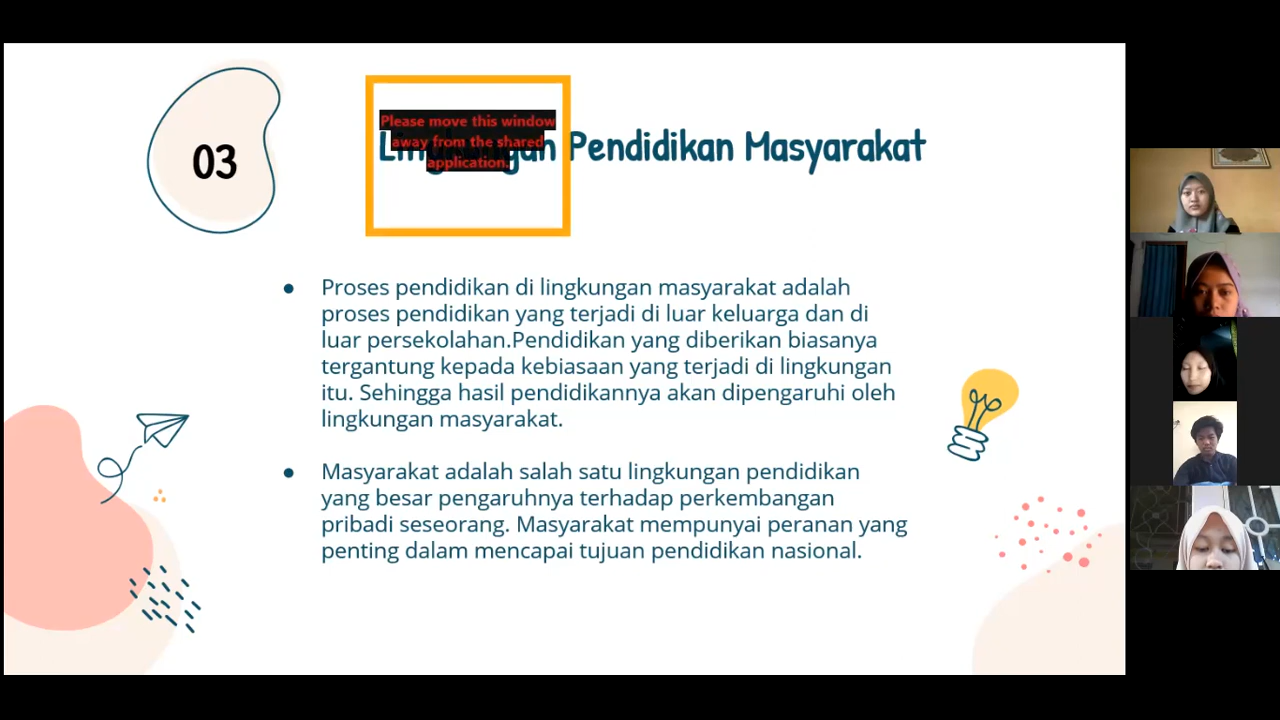 03
Please move this window
away from the shared
application.
Lingkungan Pendidikan Masyarakat
● Proses pendidikan di lingkungan masyarakat adalah
proses pendidikan yang terjadi di luar keluarga dan di
luar persekolahan.Pendidikan yang diberikan biasanya
tergantung kepada kebiasaan yang terjadi di lingkungan
itu. Sehingga hasil pendidikannya akan dipengaruhi oleh
lingkungan masyarakat.
● Masyarakat adalah salah satu lingkungan pendidikan
yang besar pengaruhnya terhadap perkembangan
pribadi seseorang. Masyarakat mempunyai peranan yang
penting dalam mencapai tujuan pendidikan nasional.